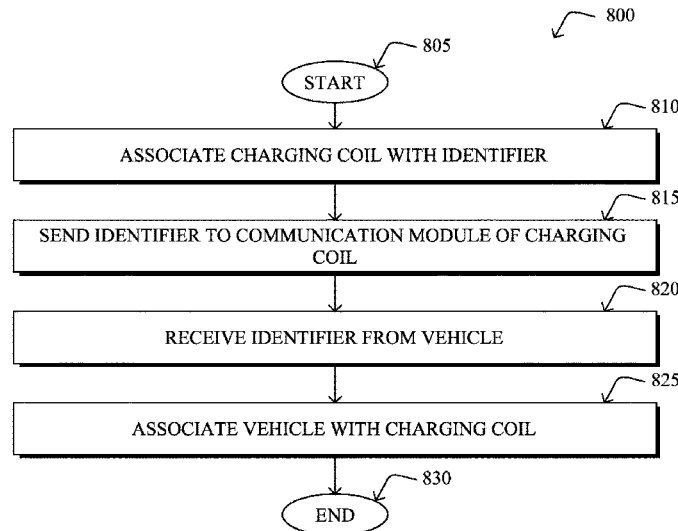 800
805
START
810
ASSOCIATE CHARGING COIL WITH IDENTIFIER
815
SEND IDENTIFIER TO COMMUNICATION MODULE OF CHARGING
COIL
820
RECEIVE IDENTIFIER FROM VEHICLE
825
ASSOCIATE VEHICLE WITH CHARGING COIL
830
END